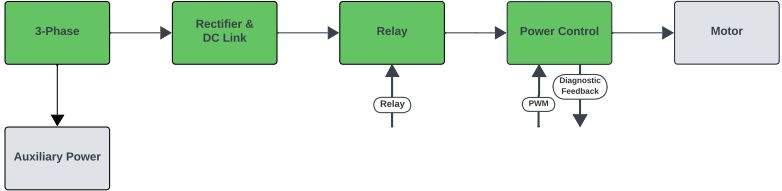 3-Phase
Rectifier &
DC Link
Relay
Power Control
Motor
Diagnostic
Feedback
Relay
PWM
Auxiliary Power